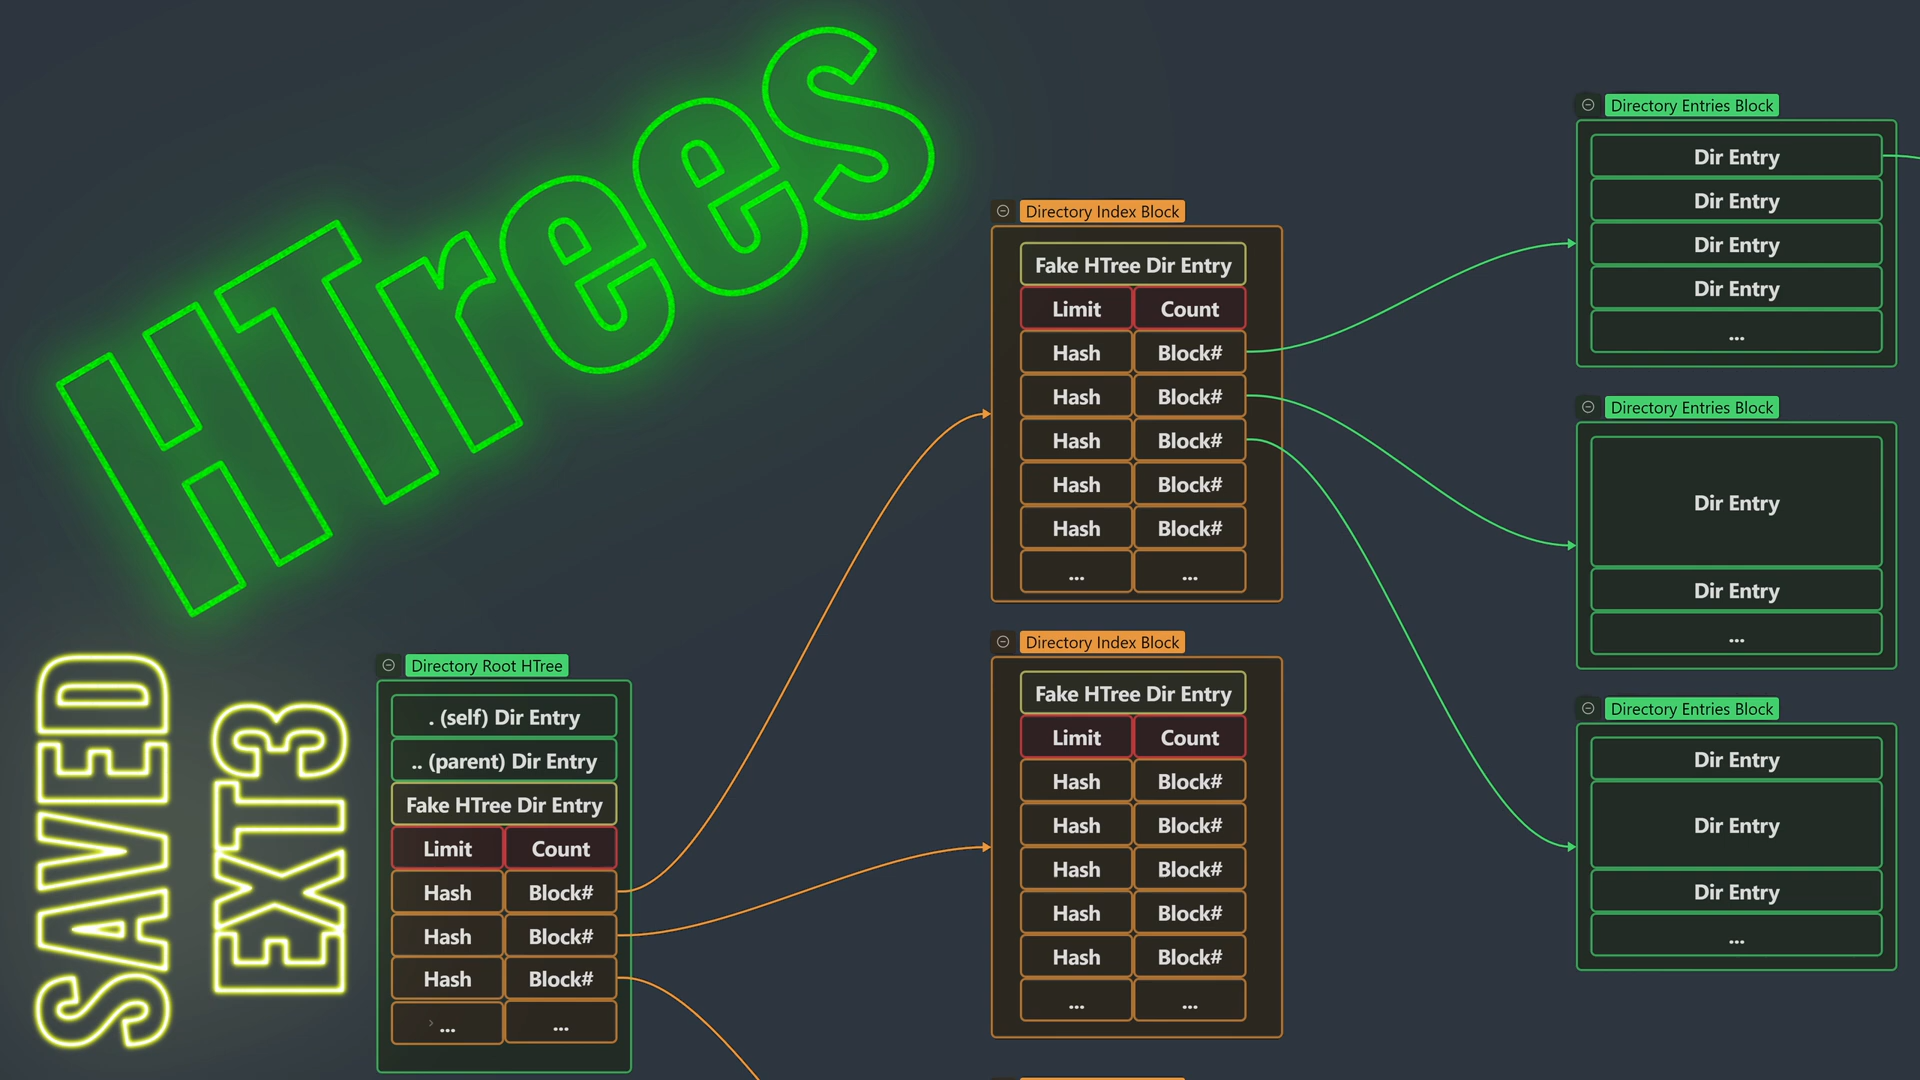 HTrees
SAVED
EXT3
Directory Root HTree
. (self) Dir Entry
.. (parent) Dir Entry
Fake HTree Dir Entry
Limit Count
Hash Block#
Hash Block#
Hash Block#
... ...
Directory Index Block
Fake HTree Dir Entry
Limit Count
Hash Block#
Hash Block#
Hash Block#
Hash Block#
Hash Block#
... ...
Directory Index Block
Fake HTree Dir Entry
Limit Count
Hash Block#
Hash Block#
Hash Block#
Hash Block#
Hash Block#
... ...
Directory Entries Block
Dir Entry
Dir Entry
Dir Entry
Dir Entry
...
Directory Entries Block
Dir Entry
Dir Entry
...
Directory Entries Block
Dir Entry
Dir Entry
Dir Entry
...